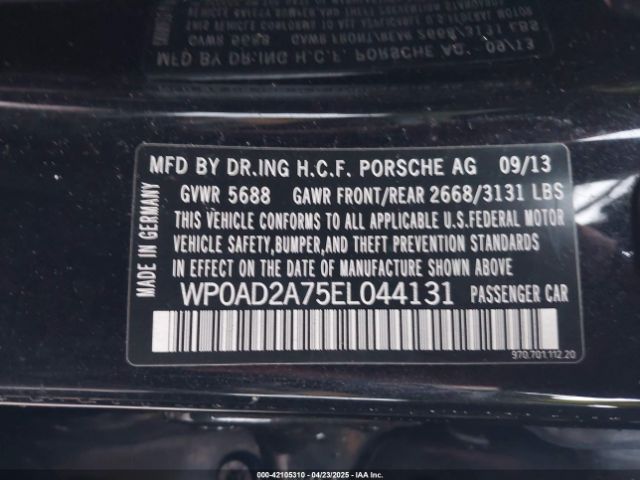 MFD BY DR.ING H.C.F. PORSCHE AG 09/13
GVWR 5688 GAWR FRONT/REAR 2668/3131 LBS
THIS VEHICLE CONFORMS TO ALL APPLICABLE U.S.FEDERAL MOTOR
VEHICLE SAFETY,BUMPER,AND THEFT PREVENTION STANDARDS
IN EFFECT ON THE DATE OF MANUFACTURE SHOWN ABOVE.
WP0AD2A75EL044131 PASSENGER CAR
970.701.112.20
MADE IN GERMANY
000-42105310 - 04/23/2025 - IAA Inc.